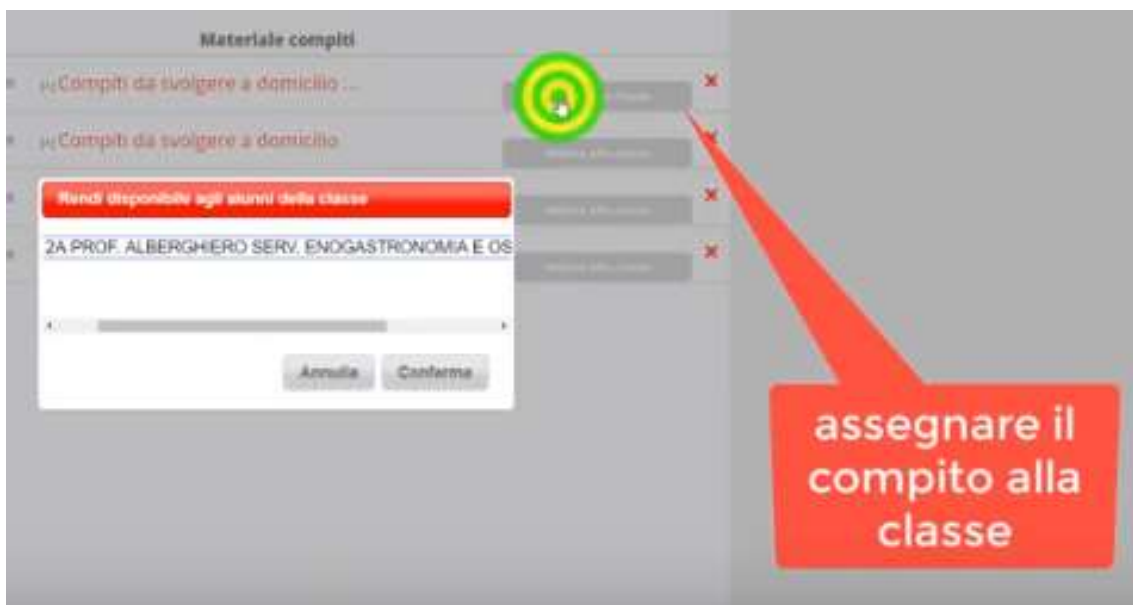 Materiale compiti
Compiti da svolgere a domicilio ...
Compiti da svolgere a domicilio
Rendi disponibile agli alunni della classe
2A PROF. ALBERGHIERO SERV. ENOGASTRONOMIA E OS
Annulla Conferma
assegnare il
compito alla
classe